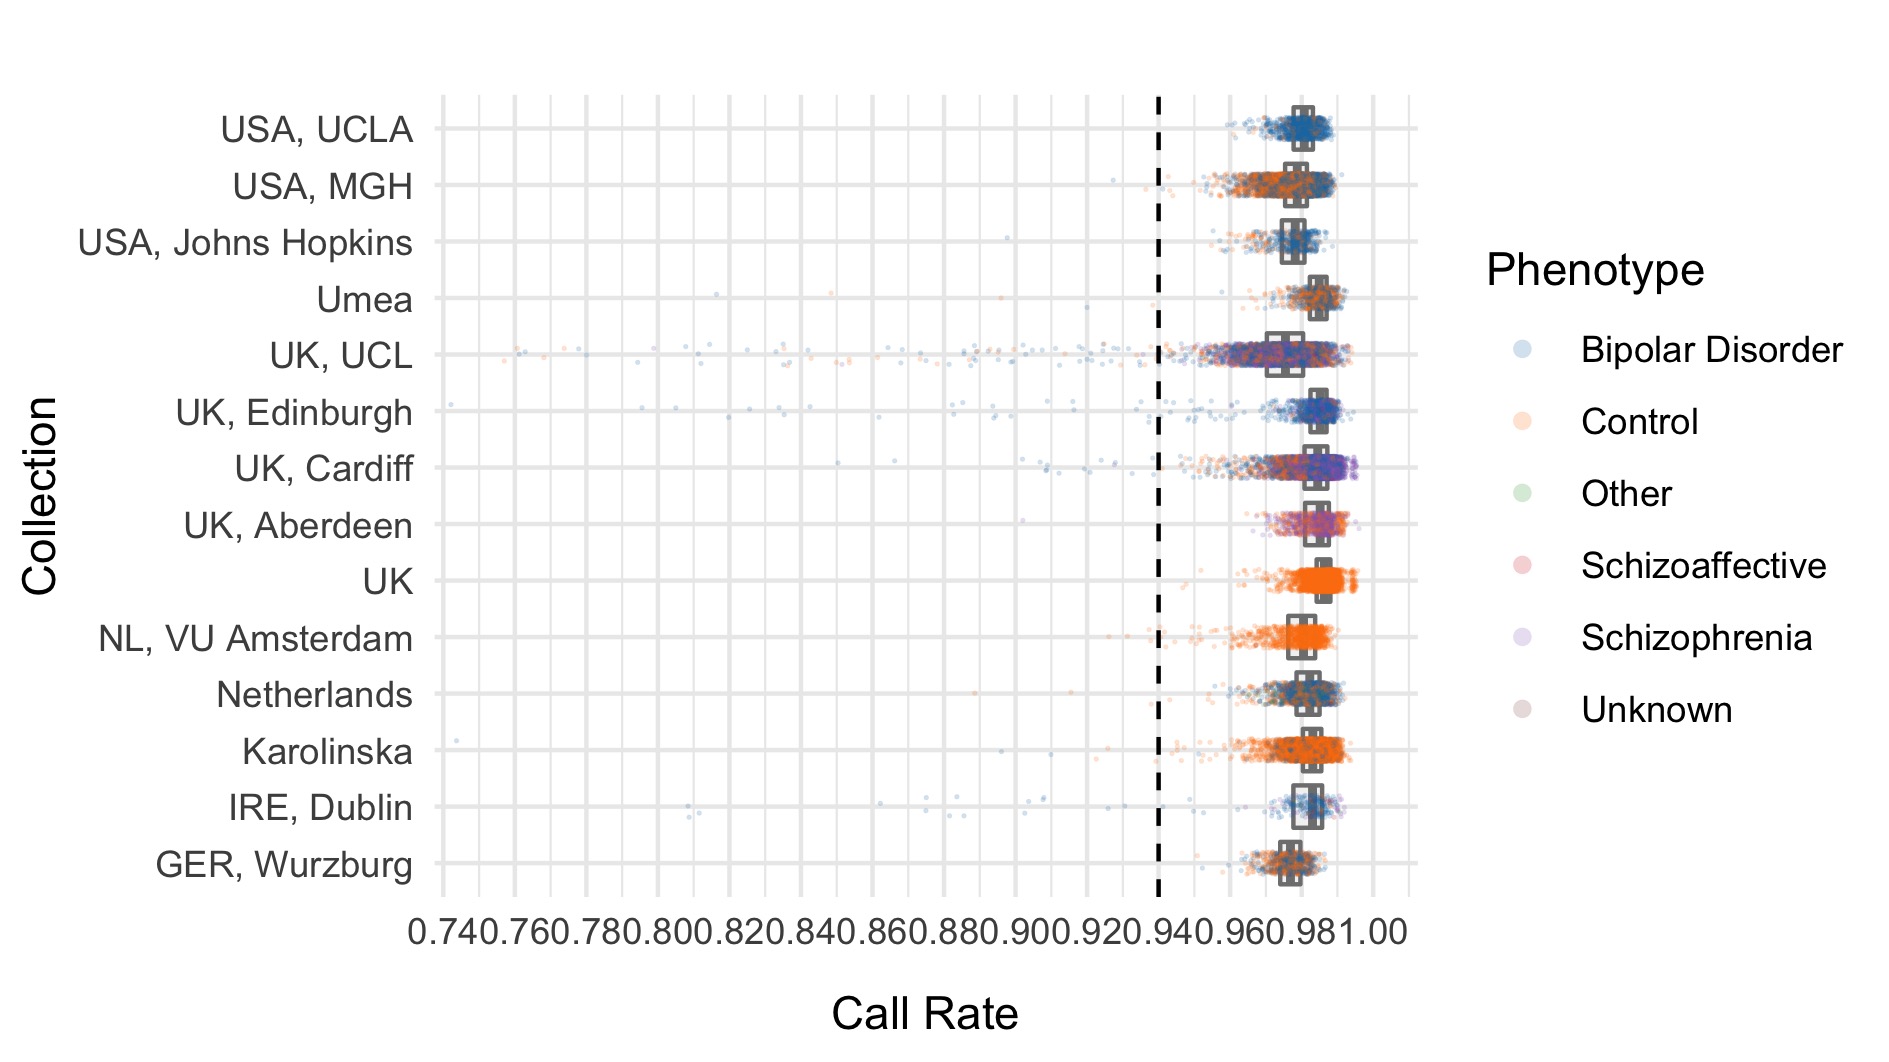 USA, UCLA
USA, MGH
USA, Johns Hopkins
Umea
UK, UCL
UK, Edinburgh
UK, Cardiff
UK, Aberdeen
UK
NL, VU Amsterdam
Netherlands
Karolinska
IRE, Dublin
GER, Wurzburg
Collection
0.740.760.780.800.820.840.860.880.900.920.940.960.981.00
Call Rate
Phenotype
Bipolar Disorder
Control
Other
Schizoaffective
Schizophrenia
Unknown